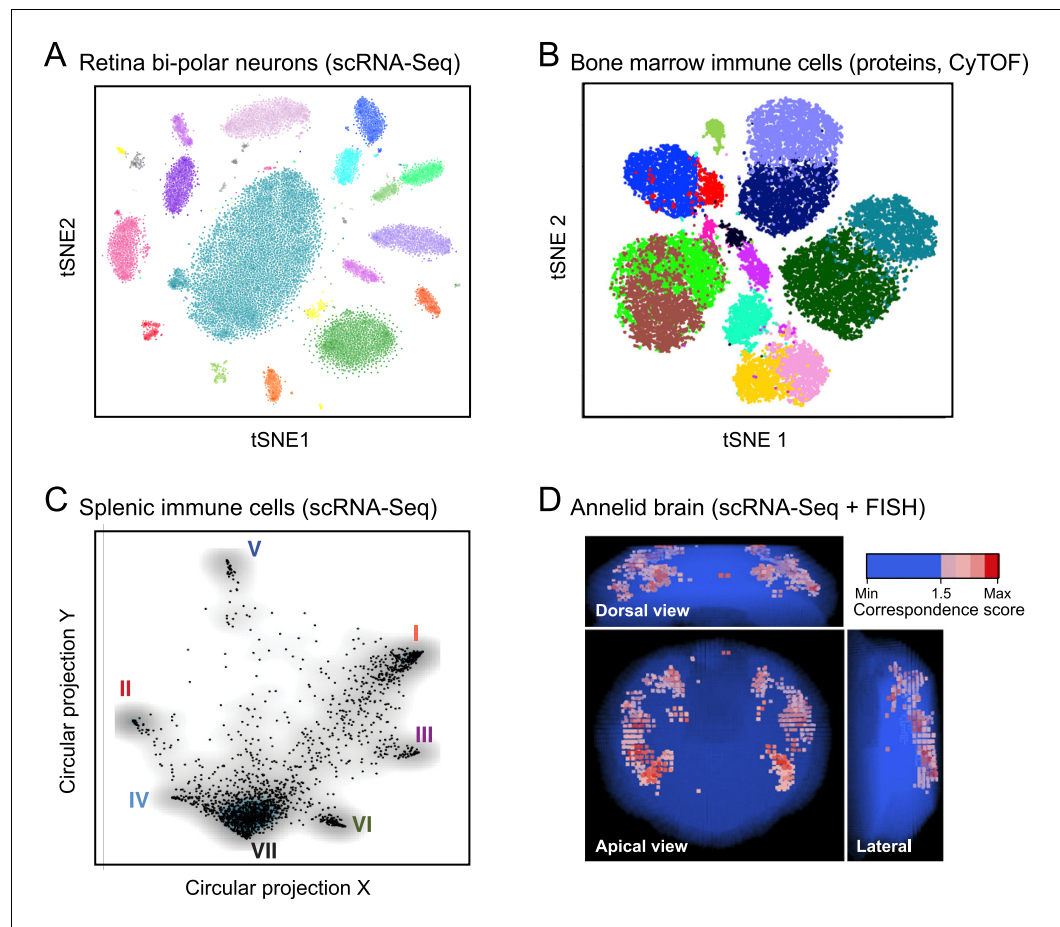 A Retina bi-polar neurons (scRNA-Seq)
tSNE2
tSNE1
B Bone marrow immune cells (proteins, CyTOF)
tSNE 2
tSNE 1
C Splenic immune cells (scRNA-Seq)
Circular projection Y
V
I
II
III
IV
VI
VII
Circular projection X
D Annelid brain (scRNA-Seq + FISH)
Dorsal view
Min 1.5 Max
Correspondence score
Apical view
Lateral